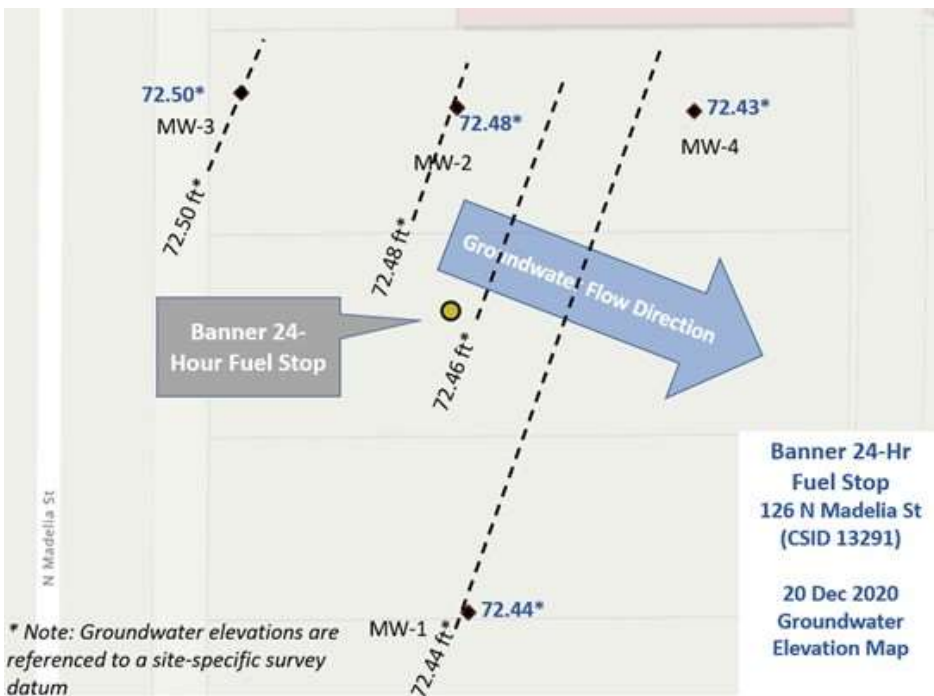 72.50*
MW-3
72.48*
MW-2
72.43*
MW-4
72.50 ft*
72.48 ft*
Groundwater Flow Direction
Banner 24-
Hour Fuel Stop
72.46 ft*
N Madelia St
MW-1
72.44*
72.44 ft*
* Note: Groundwater elevations are
referenced to a site-specific survey
datum
Banner 24-Hr
Fuel Stop
126 N Madelia St
(CSID 13291)
20 Dec 2020
Groundwater
Elevation Map